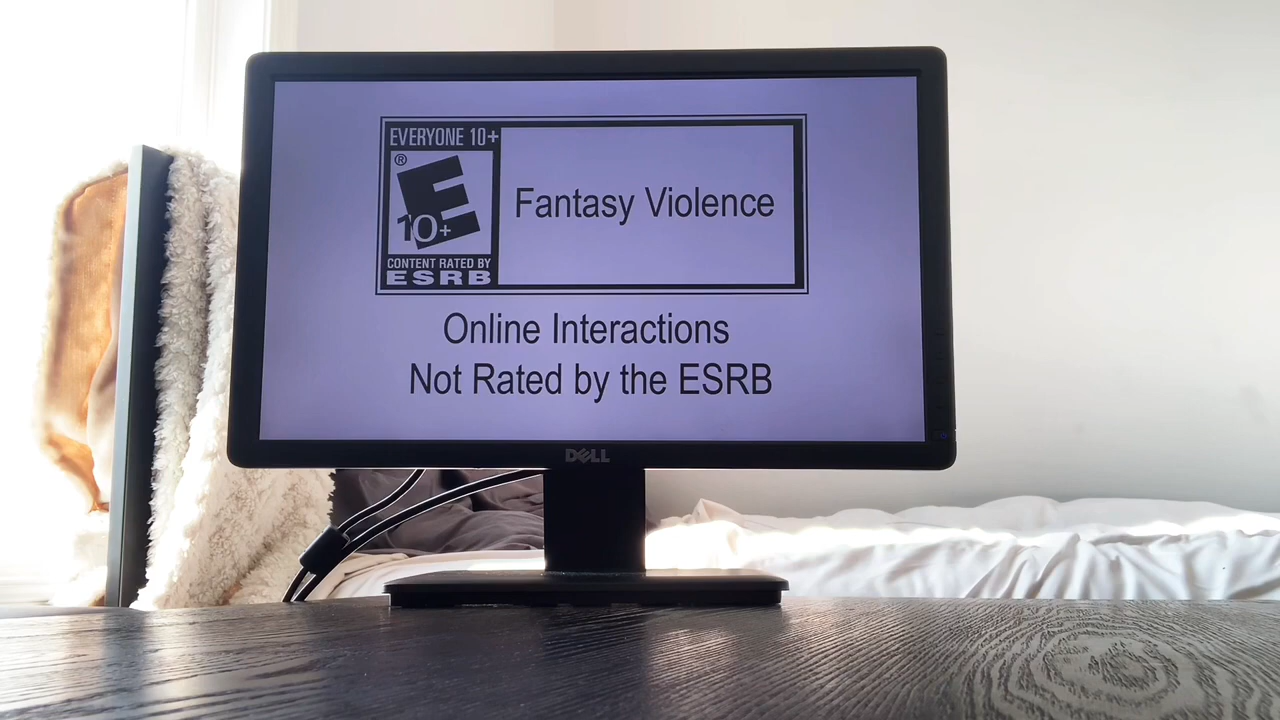 EVERYONE 10+
®
E
10+
CONTENT RATED BY
ESRB
Fantasy Violence
Online Interactions
Not Rated by the ESRB
DELL